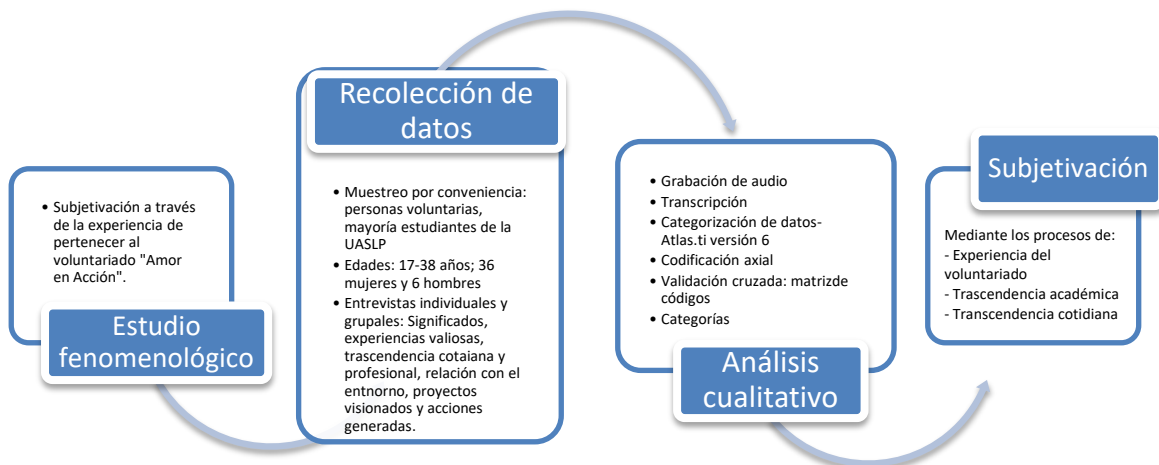 • Subjetivación a través
de la experiencia de
pertenecer al
voluntariado "Amor
en Acción".
Estudio
fenomenológico
Recolección de
datos
• Muestreo por conveniencia:
personas voluntarias,
mayoría estudiantes de la
UASLP
• Edades: 17-38 años; 36
mujeres y 6 hombres
• Entrevistas individuales y
grupales: Significados,
experiencias valiosas,
trascendencia cotaiana y
profesional, relación con el
entnorno, proyectos
visionados y acciones
generadas.
• Grabación de audio
• Transcripción
• Categorización de datos-
Atlas.ti versión 6
• Codificación axial
• Validación cruzada: matrizde
códigos
• Categorías
Análisis
cualitativo
Subjetivación
Mediante los procesos de:
- Experiencia del
voluntariado
- Trascendencia académica
- Transcendencia cotidiana